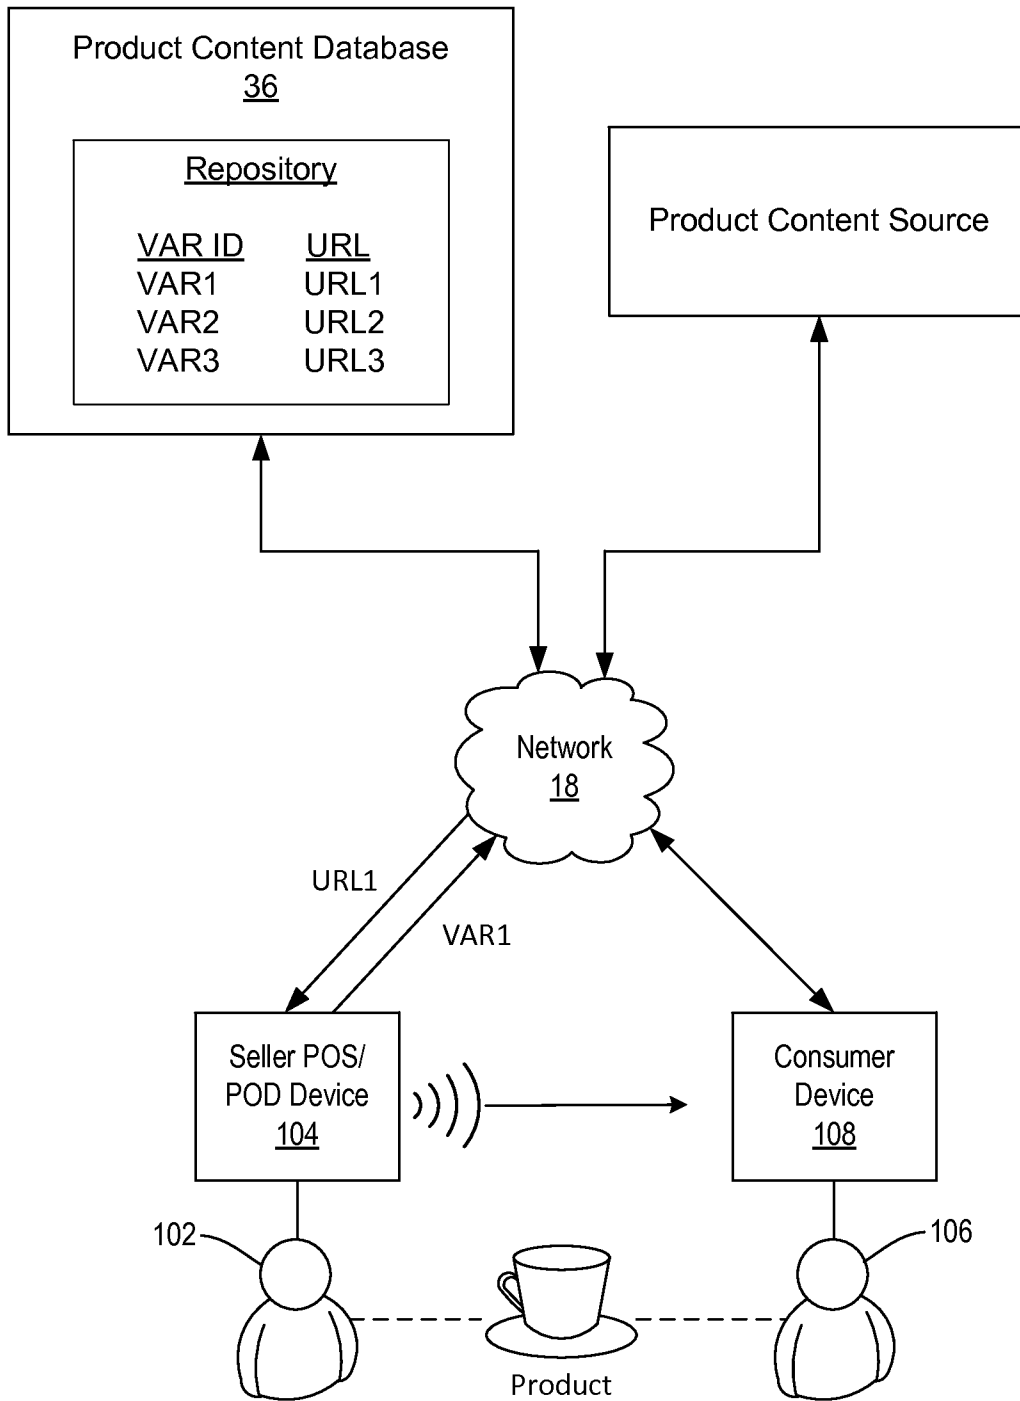 Product Content Database
36
Repository
VAR ID URL
VAR1 URL1
VAR2 URL2
VAR3 URL3
Product Content Source
Network
18
URL1
VAR1
Seller POS/
POD Device
104
Consumer
Device
108
102
106
Product